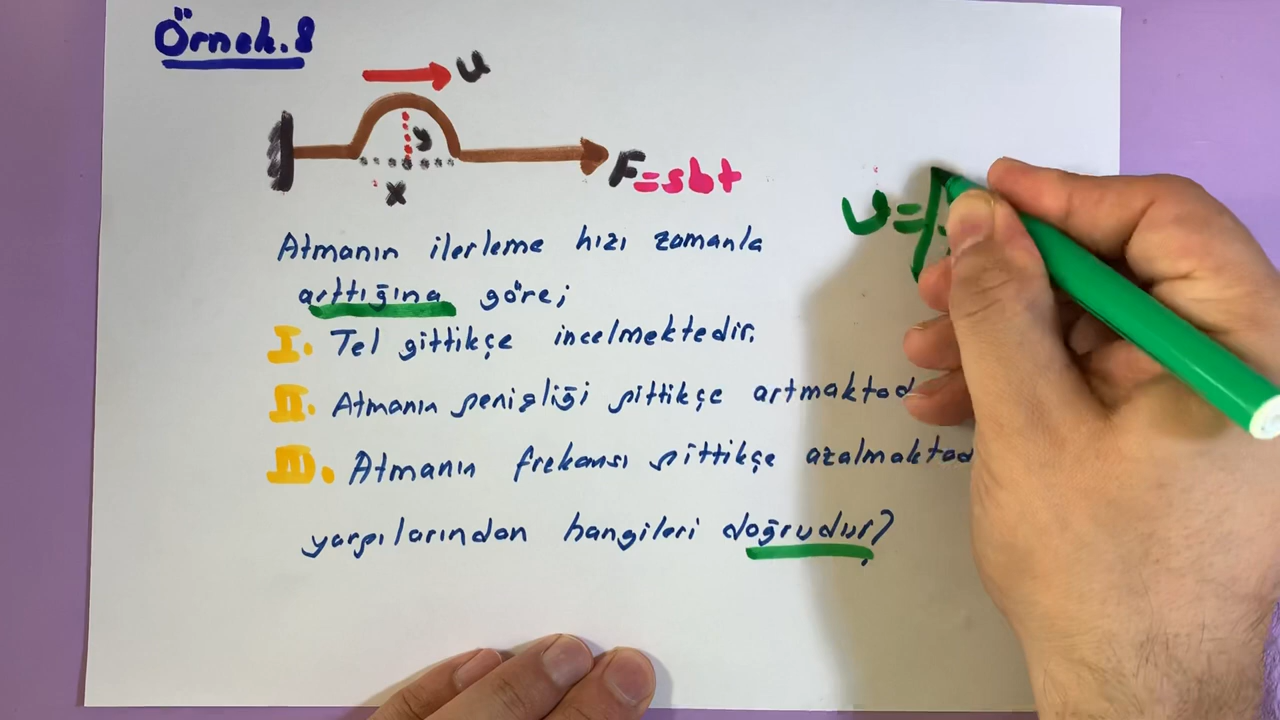 Örnek.8
u
y
F=sbt
x
Atmanın ilerleme hızı zamanla
arttığına göre;
I. Tel gittikçe incelmektedir.
II. Atmanın genişliği gittikçe artmaktad
III. Atmanın frekansı gittikçe azalmaktad
yargılarından hangileri doğrudur?
υ=